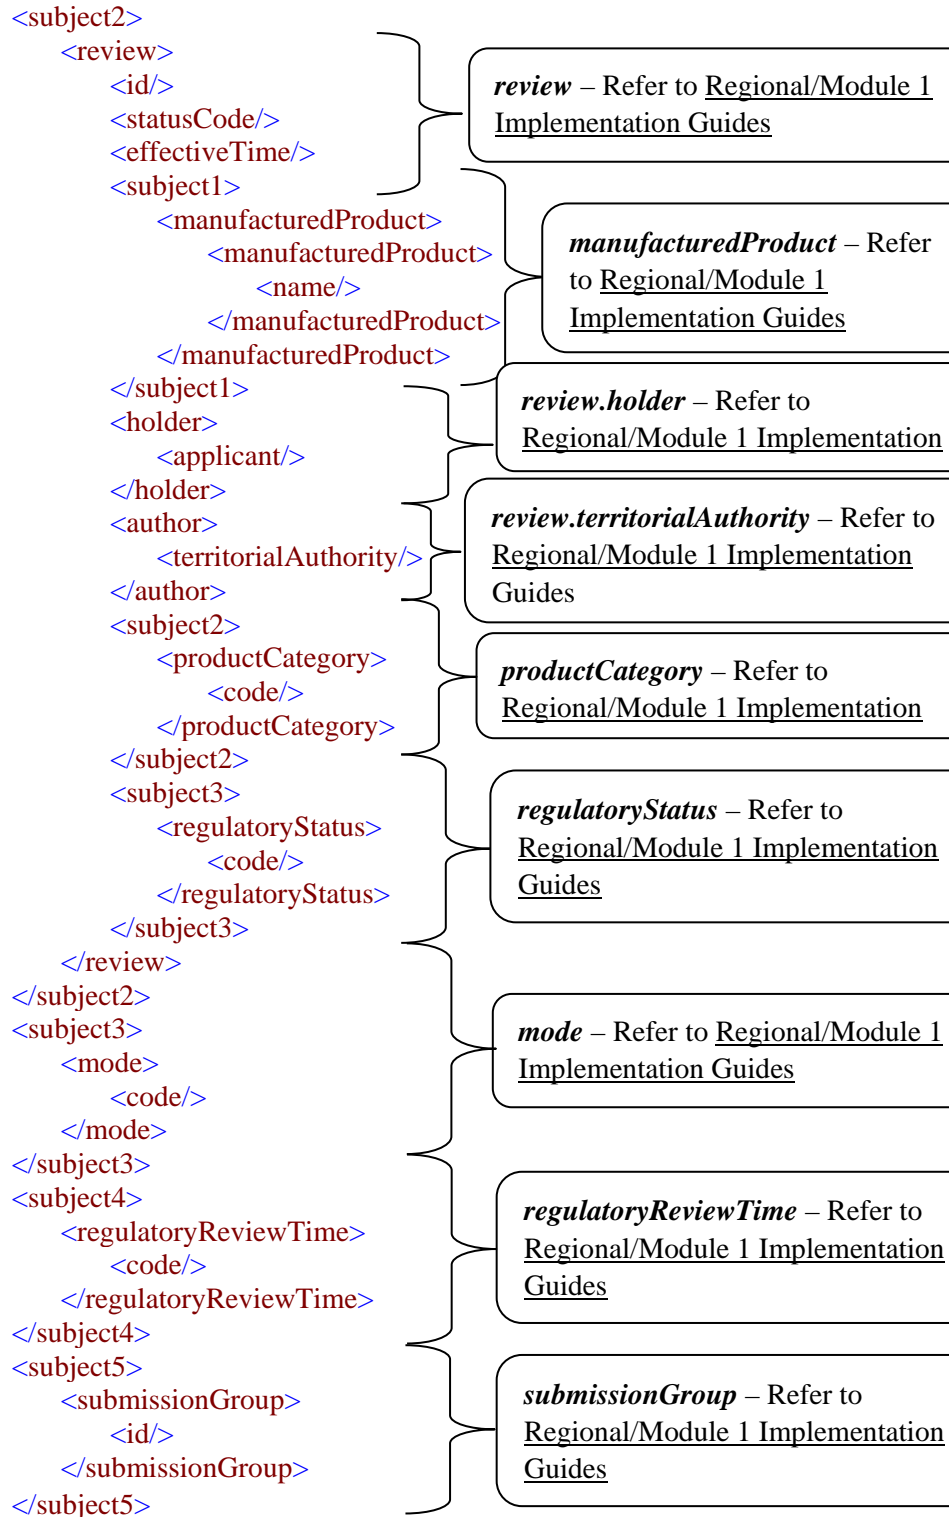 <subject2>
<review>
<id/>
<statusCode/>
<effectiveTime/>
<subject1>
<manufacturedProduct>
<manufacturedProduct>
<name/>
</manufacturedProduct>
</manufacturedProduct>
</subject1>
<holder>
<applicant/>
</holder>
<author>
<territorialAuthority/>
</author>
<subject2>
<productCategory>
<code/>
</productCategory>
</subject2>
<subject3>
<regulatoryStatus>
<code/>
</regulatoryStatus>
</subject3>
</review>
</subject2>
<subject3>
<mode>
<code/>
</mode>
</subject3>
<subject4>
<regulatoryReviewTime>
<code/>
</regulatoryReviewTime>
</subject4>
<subject5>
<submissionGroup>
<id/>
</submissionGroup>
</subject5>
review – Refer to Regional/Module 1
Implementation Guides
manufacturedProduct – Refer
to Regional/Module 1
Implementation Guides
review.holder – Refer to
Regional/Module 1 Implementation
review.territorialAuthority – Refer to
Regional/Module 1 Implementation
Guides
productCategory – Refer to
Regional/Module 1 Implementation
regulatoryStatus – Refer to
Regional/Module 1 Implementation
Guides
mode – Refer to Regional/Module 1
Implementation Guides
regulatoryReviewTime – Refer to
Regional/Module 1 Implementation
Guides
submissionGroup – Refer to
Regional/Module 1 Implementation
Guides